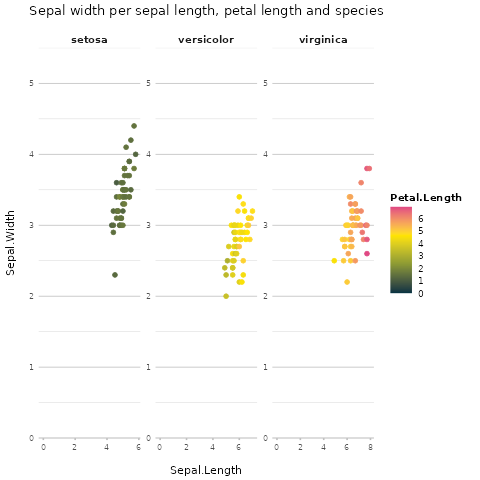 Sepal width per sepal length, petal length and species
setosa versicolor virginica
5 5 5
4 4 4
Petal.Length
6
5
4
3
2
1
0
3 3 3
Sepal.Width
2 2 2
1 1 1
0 0 0
0 2 4 6 0 2 4 6 0 2 4 6 8
Sepal.Length